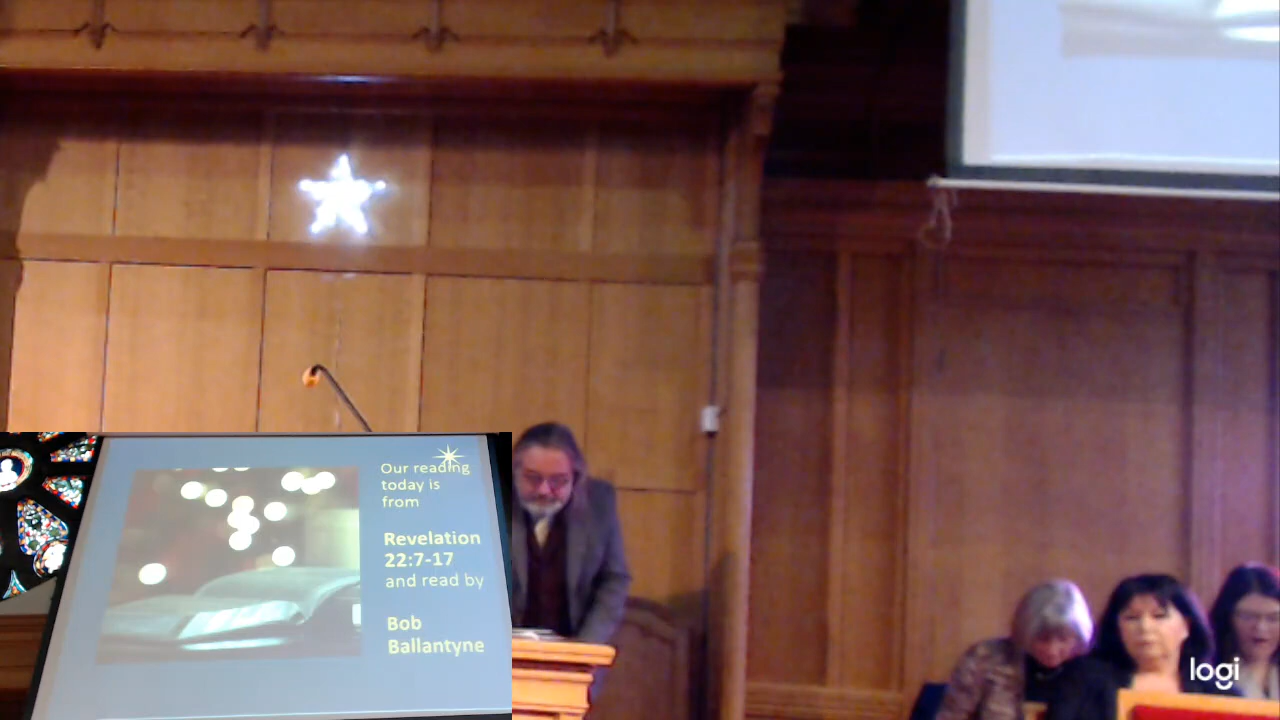 Our reading
today is
from
Revelation
22:7-17
and read by
Bob
Ballantyne
logi